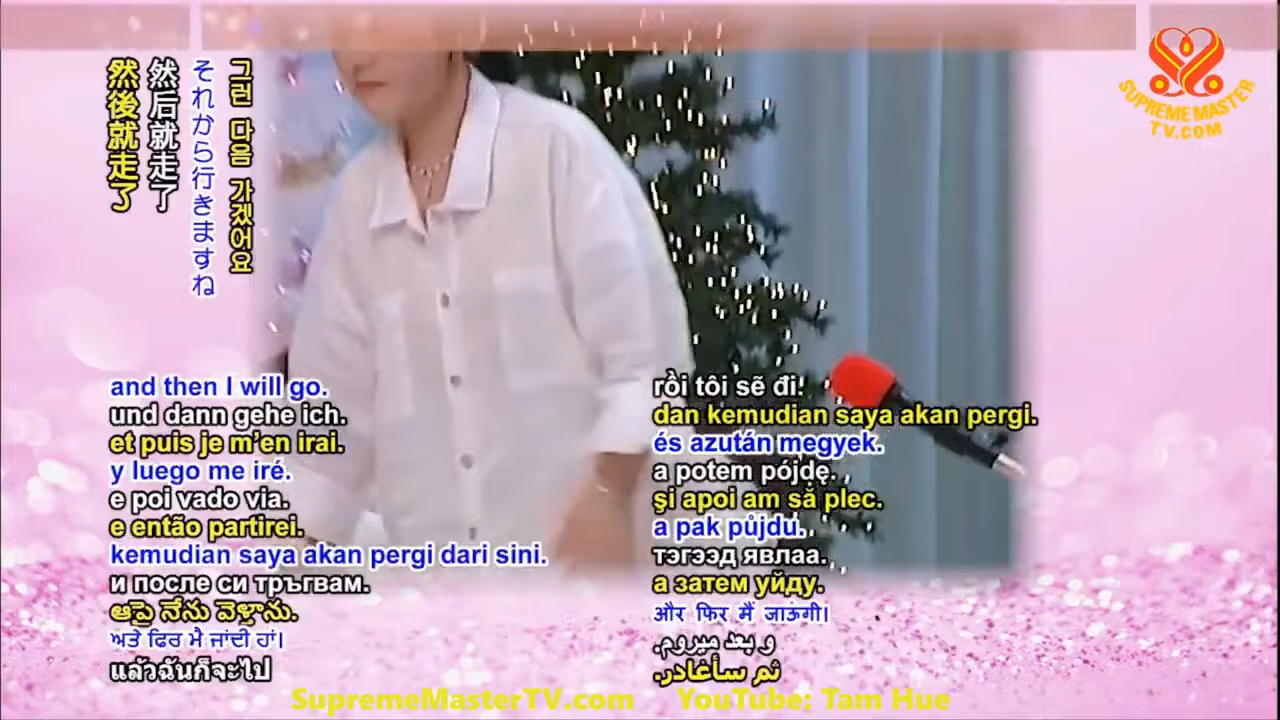 SUPREME MASTER
TV.COM
그런 다음 가겠어요
それから行きますね
然后就走了
然後就走了
and then I will go.
und dann gehe ich.
et puis je m'en irai.
y luego me iré.
e poi vado via.
e então partirei.
kemudian saya akan pergi dari sini.
и после си тръгвам.
ఆపై నేను వెళ్తాను.
ਅਤੇ ਫਿਰ ਮੈਂ ਜਾਂਦੀ ਹਾਂ।
แล้วฉันก็จะไป
rồi tôi sẽ đi!
dan kemudian saya akan pergi.
és azután megyek.
a potem pójdę.
şi apoi am să plec.
a pak půjdu.
тэгээд явлаа.
а затем уйду.
और फिर मैं जाऊंगी।
و بعد میروم.
ثم سأغادر.
SupremeMasterTV.com YouTube: Tam Hue